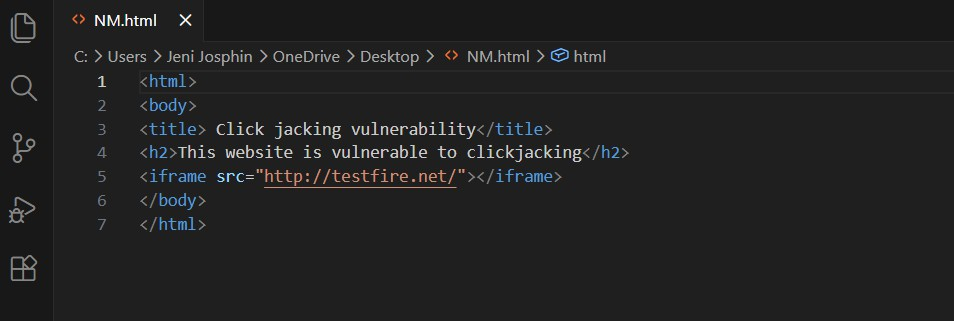 NM.html
C: > Users > Jeni Josphin > OneDrive > Desktop > NM.html > html
1 <html>
2 <body>
3 <title> Click jacking vulnerability</title>
4 <h2>This website is vulnerable to clickjacking</h2>
5 <iframe src="http://testfire.net/"></iframe>
6 </body>
7 </html>